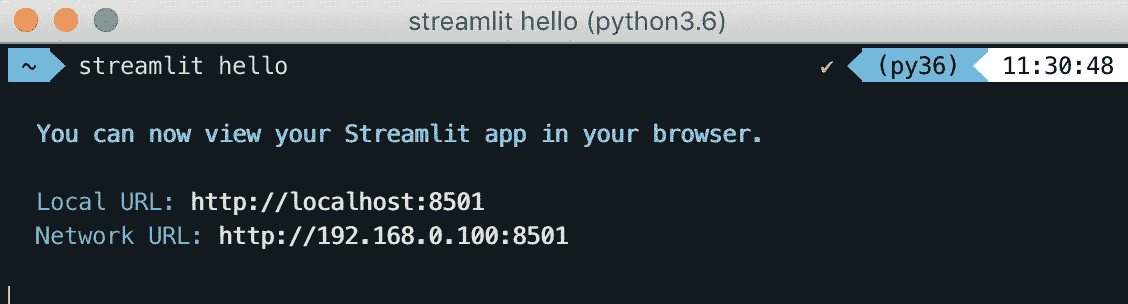 streamlit hello (python3.6)
~ streamlit hello ✔ (py36) 11:30:48
You can now view your Streamlit app in your browser.
Local URL: http://localhost:8501
Network URL: http://192.168.0.100:8501